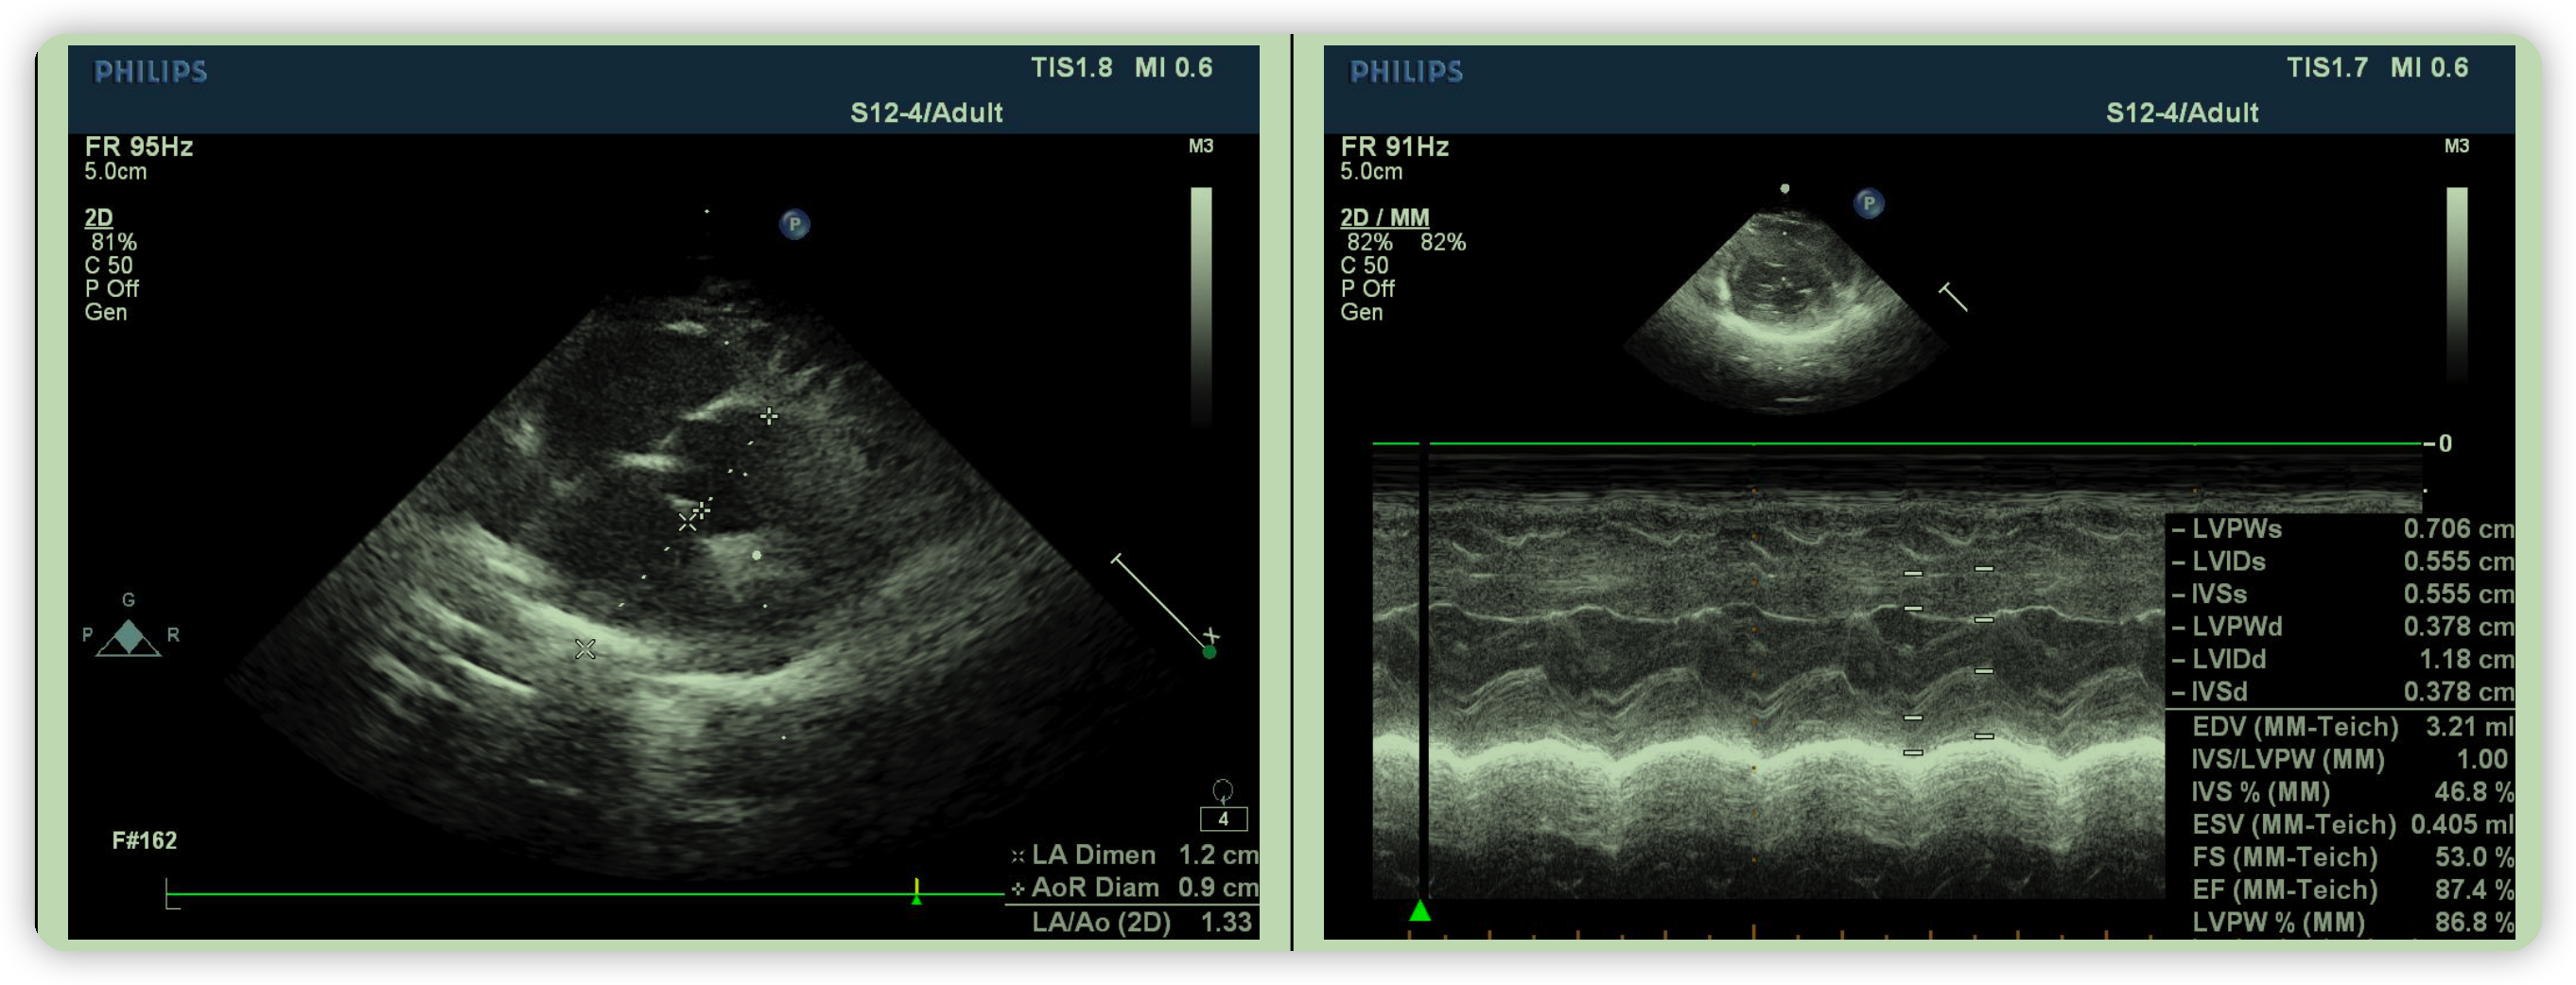 PHILIPS
TIS1.8 MI 0.6
S12-4/Adult
FR 95Hz
5.0cm
M3
2D
81%
C 50
P Off
Gen
P
G
P R
4
F#162
LA Dimen 1.2 cm
AoR Diam 0.9 cm
LA/Ao (2D) 1.33
PHILIPS
TIS1.7 MI 0.6
S12-4/Adult
FR 91Hz
5.0cm
M3
2D / MM
82% 82%
C 50
P Off
Gen
P
0
LVPWs 0.706 cm
LVIDs 0.555 cm
IVSs 0.555 cm
LVPWd 0.378 cm
LVIDd 1.18 cm
IVSd 0.378 cm
EDV (MM-Teich) 3.21 ml
IVS/LVPW (MM) 1.00
IVS % (MM) 46.8 %
ESV (MM-Teich) 0.405 ml
FS (MM-Teich) 53.0 %
EF (MM-Teich) 87.4 %
LVPW % (MM) 86.8 %